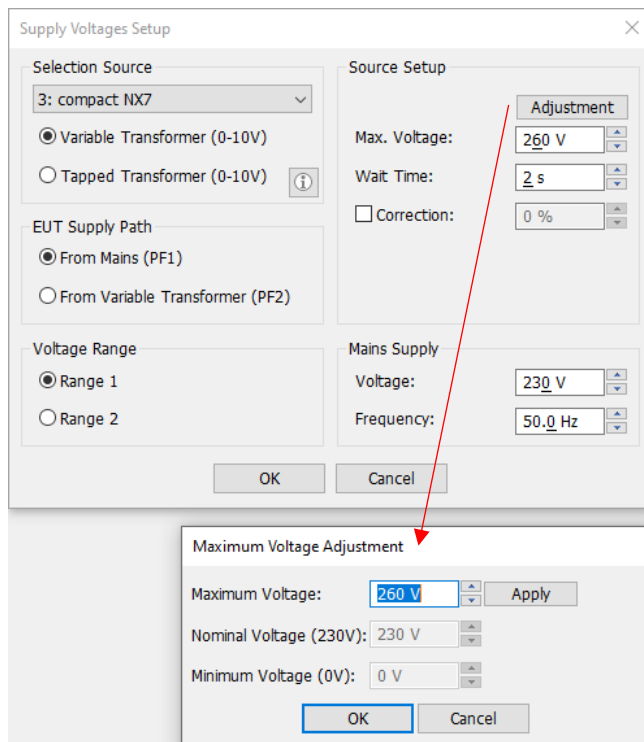 Supply Voltages Setup
Selection Source
3: compact NX7
Variable Transformer (0-10V)
Tapped Transformer (0-10V)
EUT Supply Path
From Mains (PF1)
From Variable Transformer (PF2)
Voltage Range
Range 1
Range 2
Source Setup
Adjustment
Max. Voltage: 260 V
Wait Time: 2 s
Correction: 0 %
Mains Supply
Voltage: 230 V
Frequency: 50.0 Hz
OK Cancel
Maximum Voltage Adjustment
Maximum Voltage: 260 V Apply
Nominal Voltage (230V): 230 V
Minimum Voltage (0V): 0 V
OK Cancel